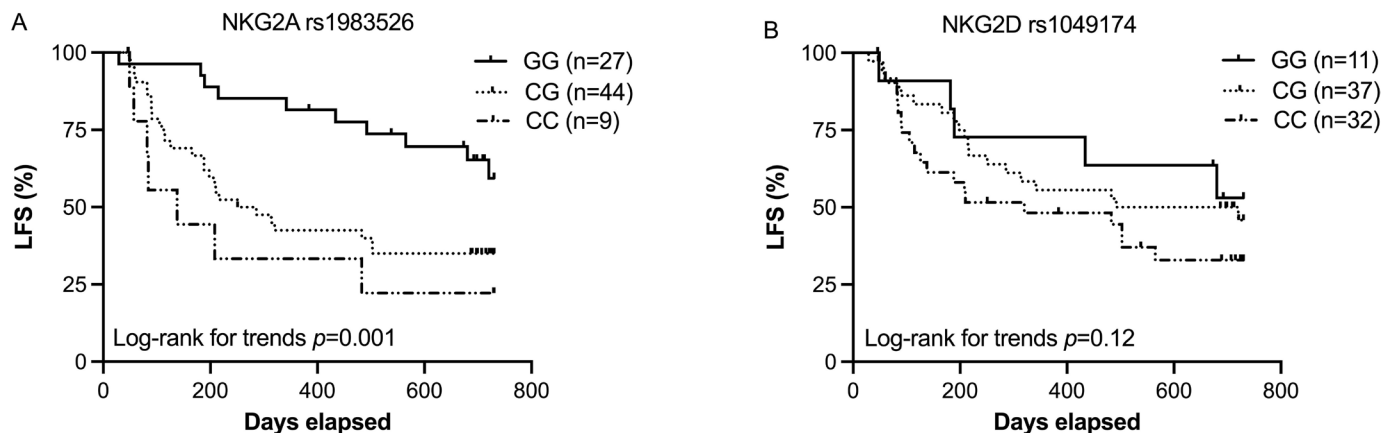 A
NKG2A rs1983526
LFS (%)
100
75
50
25
0
GG (n=27)
CG (n=44)
CC (n=9)
Log-rank for trends p=0.001
0 200 400 600 800
Days elapsed
B
NKG2D rs1049174
LFS (%)
100
75
50
25
0
GG (n=11)
CG (n=37)
CC (n=32)
Log-rank for trends p=0.12
0 200 400 600 800
Days elapsed